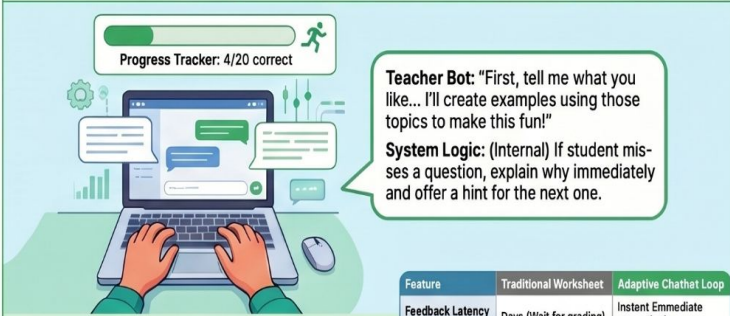 Progress Tracker: 4/20 correct
Teacher Bot: “First, tell me what you
like... I’ll create examples using those
topics to make this fun!”
System Logic: (Internal) If student mis-
ses a question, explain why immediately
and offer a hint for the next one.
Feature Traditional Worksheet Adaptive Chathet Loop
Feedback Latency Days (Wait for grading) Instant Emmediate